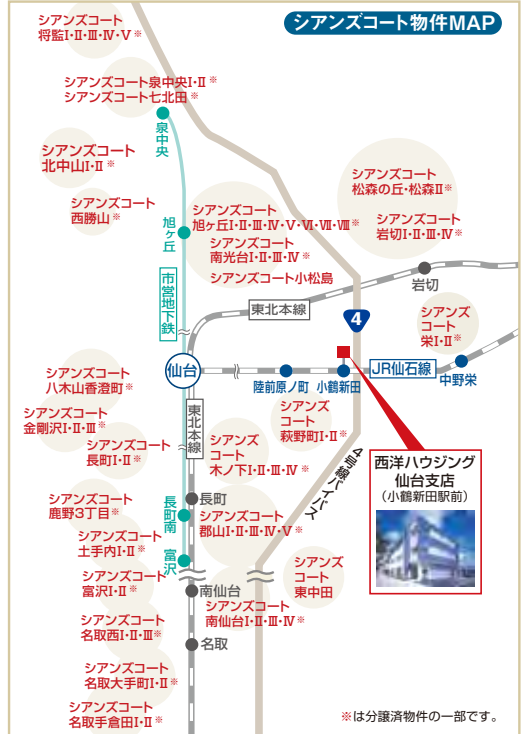 シアンズコート物件MAP
シアンズコート
将監Ⅰ・Ⅱ・Ⅲ・Ⅳ・Ⅴ※
シアンズコート泉中央Ⅰ・Ⅱ※
シアンズコート七北田※
泉中央
シアンズコート
北中山Ⅰ・Ⅱ※
シアンズコート
西勝山※
旭ヶ丘
シアンズコート
旭ヶ丘Ⅰ・Ⅱ・Ⅲ・Ⅳ・Ⅴ・Ⅵ・Ⅶ・Ⅷ※
シアンズコート
南光台Ⅰ・Ⅱ・Ⅲ・Ⅳ※
シアンズコート小松島
シアンズコート
松森の丘・松森Ⅱ※
シアンズコート
岩切Ⅰ・Ⅱ・Ⅲ・Ⅳ※
岩切
市営地下鉄
東北本線
4
シアンズ
コート
栄Ⅰ・Ⅱ※
仙台
陸前原ノ町
小鶴新田
JR仙石線
中野栄
シアンズコート
八木山香澄町※
シアンズコート
金剛沢Ⅰ・Ⅱ・Ⅲ※
シアンズコート
長町Ⅰ・Ⅱ※
東北本線
シアンズ
コート
萩野町Ⅰ・Ⅱ※
シアンズ
コート
木ノ下Ⅰ・Ⅱ・Ⅲ・Ⅳ※
4号線バイパス
西洋ハウジング
仙台支店
(小鶴新田駅前)
シアンズコート
鹿野3丁目※
長町南
長町
シアンズコート
郡山Ⅰ・Ⅱ・Ⅲ・Ⅳ・Ⅴ※
シアンズコート
土手内Ⅰ・Ⅱ※
富沢
シアンズコート
富沢Ⅰ・Ⅱ※
シアンズ
コート
東中田
南仙台
シアンズコート
南仙台Ⅰ・Ⅱ・Ⅲ・Ⅳ※
シアンズコート
名取西Ⅰ・Ⅱ・Ⅲ※
名取
シアンズコート
名取大手町Ⅰ・Ⅱ※
シアンズコート
名取手倉田Ⅰ・Ⅱ※
※は分譲済物件の一部です。